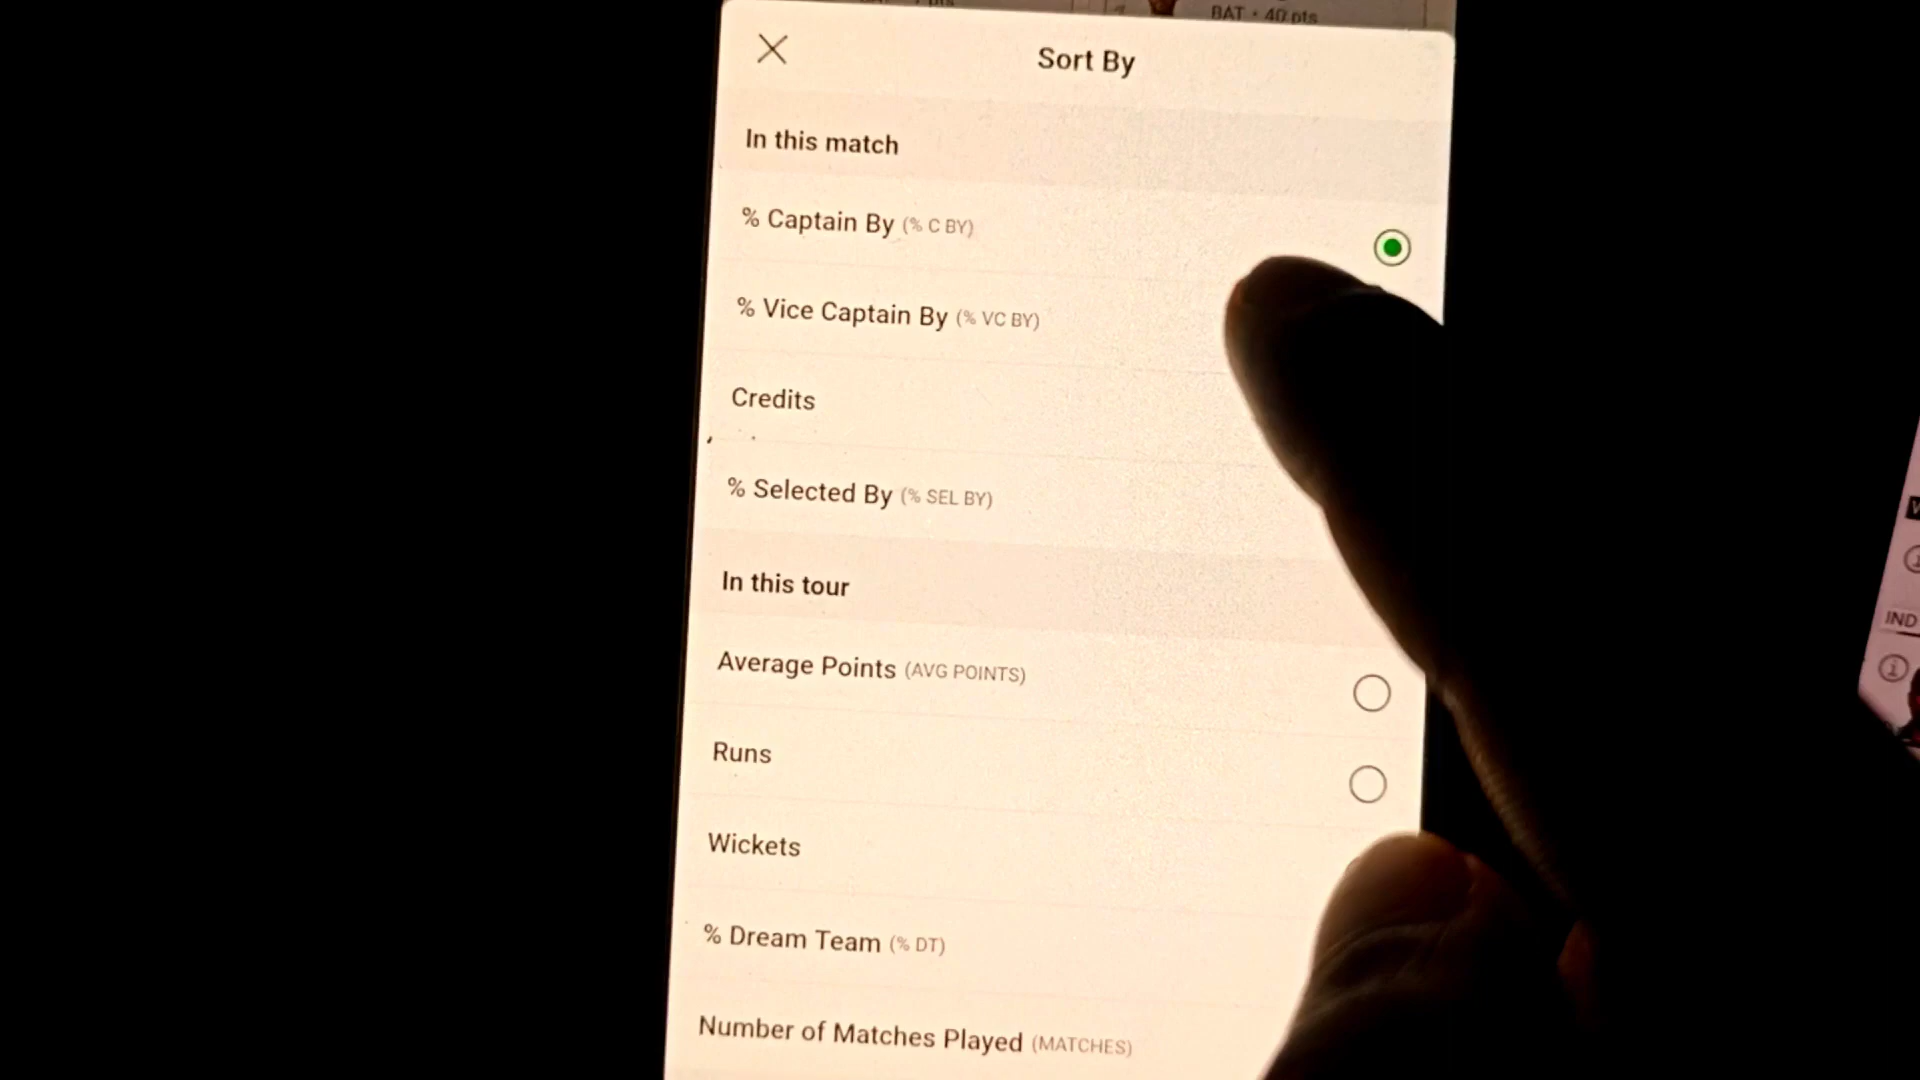 BAT • 40 pts
Sort By
In this match
% Captain By (% C BY)
% Vice Captain By (% VC BY)
Credits
% Selected By (% SEL BY)
In this tour
Average Points (AVG POINTS)
Runs
Wickets
% Dream Team (% DT)
Number of Matches Played (MATCHES)
IND